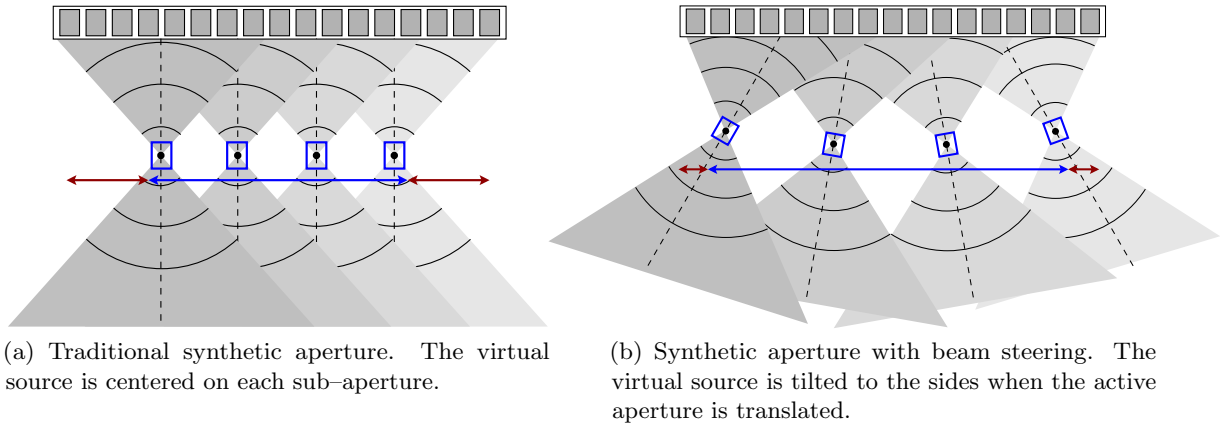 (a) Traditional synthetic aperture. The virtual
source is centered on each sub–aperture.
(b) Synthetic aperture with beam steering. The
virtual source is tilted to the sides when the active
aperture is translated.